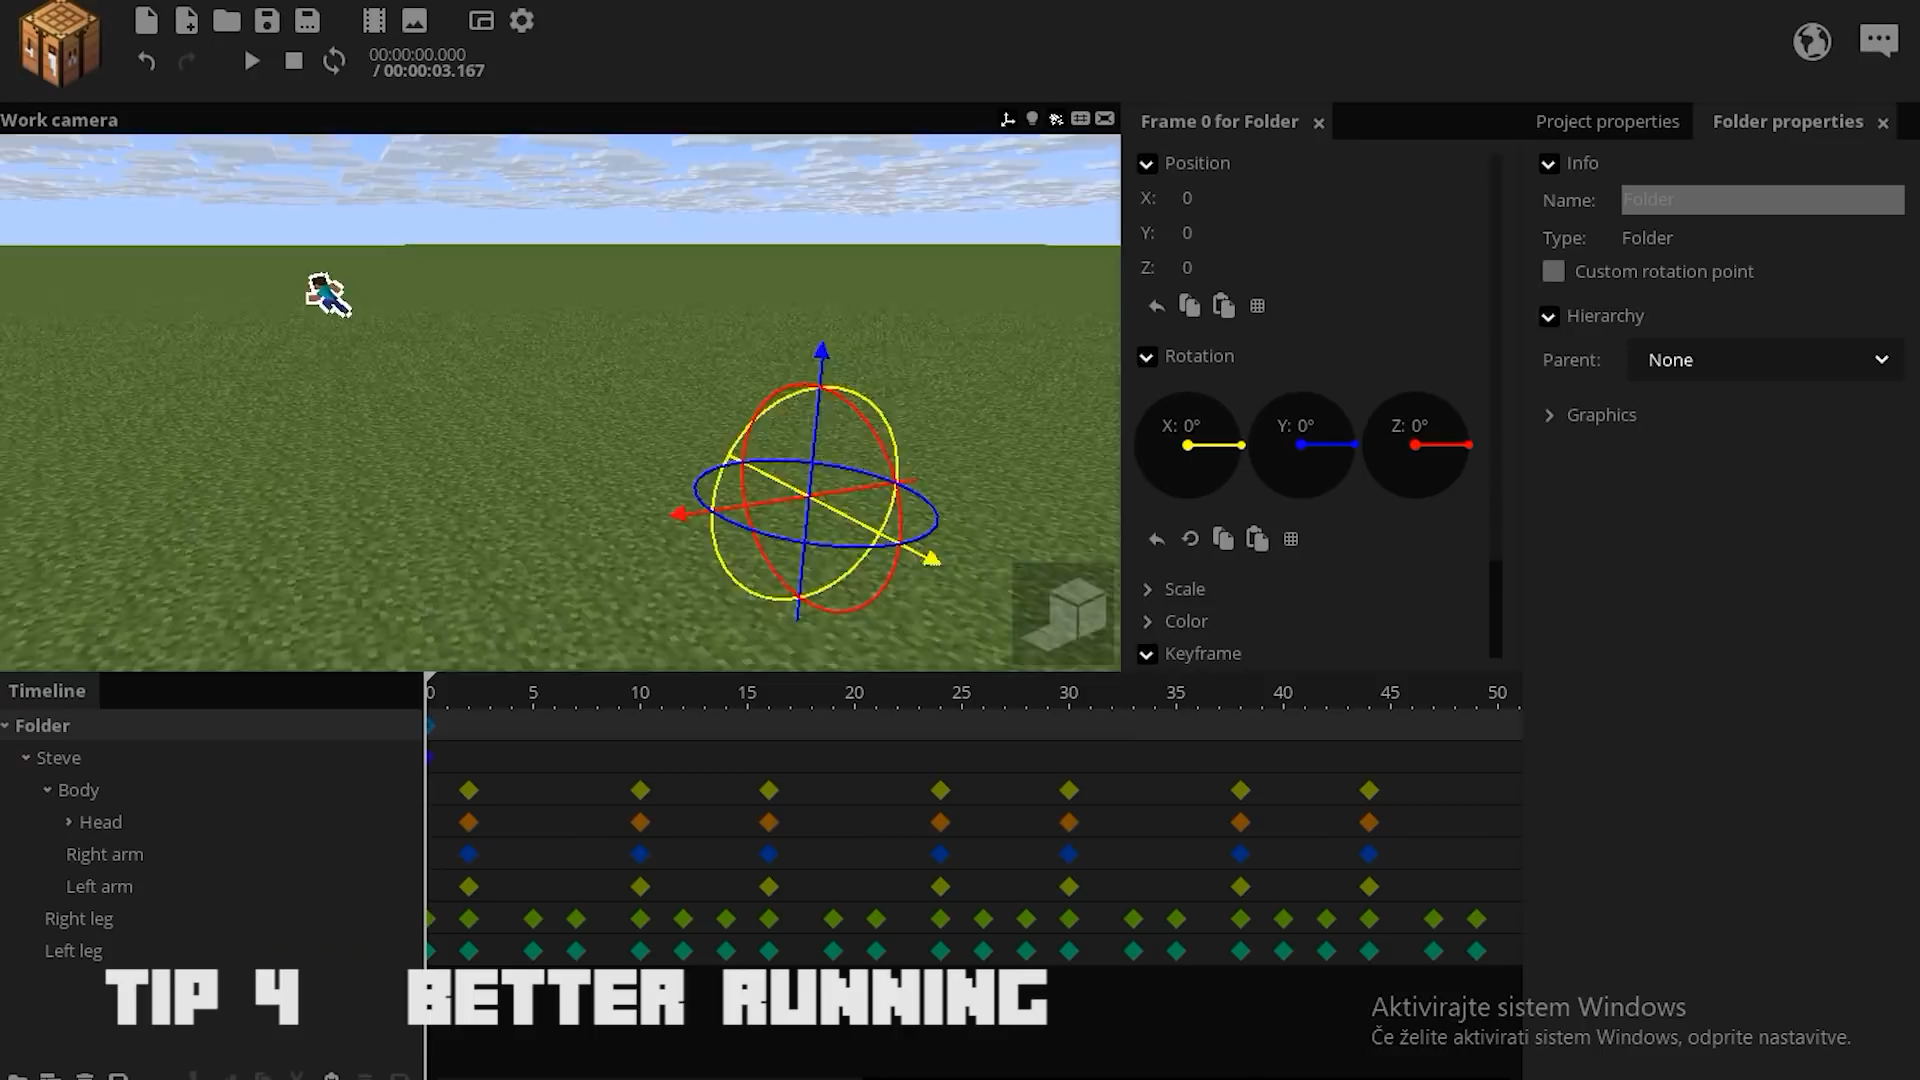 00:00:00.000
/ 00:00:03.167
Work camera
Frame 0 for Folder
Project properties
Folder properties
Position
X: 0
Y: 0
Z: 0
Rotation
X: 0°
Y: 0°
Z: 0°
Scale
Color
Keyframe
Info
Name: Folder
Type: Folder
Custom rotation point
Hierarchy
Parent: None
Graphics
Timeline
0 5 10 15 20 25 30 35 40 45 50
Folder
Steve
Body
Head
Right arm
Left arm
Right leg
Left leg
TIP 4 BETTER RUNNING
Aktivirajte sistem Windows
Če želite aktivirati sistem Windows, odprite nastavitve.